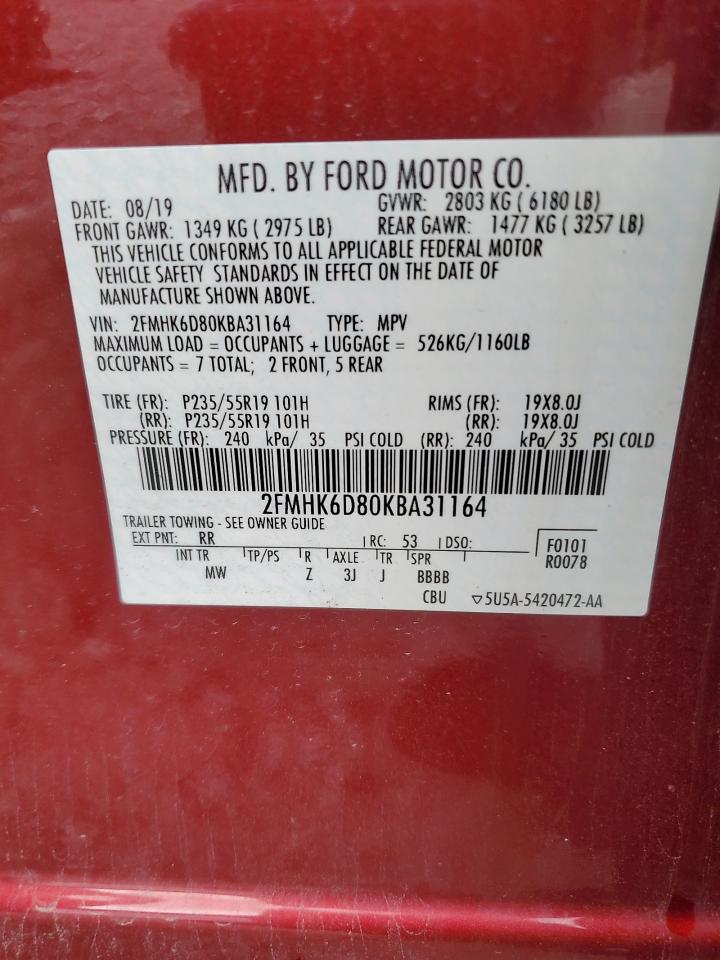 MFD. BY FORD MOTOR CO.
DATE: 08/19 GVWR: 2803 KG ( 6180 LB)
FRONT GAWR: 1349 KG ( 2975 LB) REAR GAWR: 1477 KG ( 3257 LB)
THIS VEHICLE CONFORMS TO ALL APPLICABLE FEDERAL MOTOR
VEHICLE SAFETY STANDARDS IN EFFECT ON THE DATE OF
MANUFACTURE SHOWN ABOVE.
VIN: 2FMHK6D80KBA31164 TYPE: MPV
MAXIMUM LOAD = OCCUPANTS + LUGGAGE = 526KG/1160LB
OCCUPANTS = 7 TOTAL; 2 FRONT, 5 REAR
TIRE (FR): P235/55R19 101H RIMS (FR): 19X8.0J
(RR): P235/55R19 101H (RR): 19X8.0J
PRESSURE (FR): 240 kPa/ 35 PSI COLD (RR): 240 kPa/ 35 PSI COLD
2FMHK6D80KBA31164
TRAILER TOWING - SEE OWNER GUIDE
EXT PNT: RR RC: 53 DSO: F0101
INT TR TP/PS R AXLE TR SPR R0078
MW Z 3J J BBBB
CBU ▽5U5A-5420472-AA